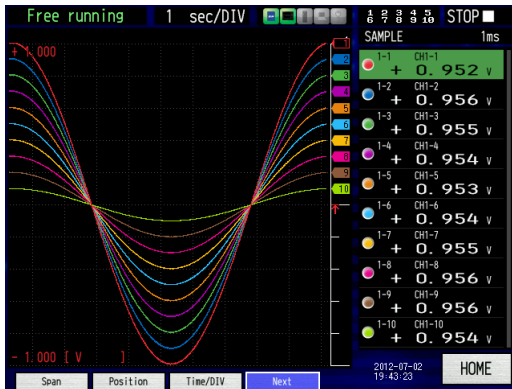 Free running 1 sec/DIV 1 2 3 4 5 STOP
6 7 8 9 10
SAMPLE 1ms
+ 1.000
1
2
3
4
5
6
7
8
9
10
- 1.000 [ V ]
1-1 CH1-1
+ 0. 952 V
1-2 CH1-2
+ 0. 956 V
1-3 CH1-3
+ 0. 955 V
1-4 CH1-4
+ 0. 954 V
1-5 CH1-5
+ 0. 953 V
1-6 CH1-6
+ 0. 954 V
1-7 CH1-7
+ 0. 955 V
1-8 CH1-8
+ 0. 956 V
1-9 CH1-9
+ 0. 956 V
1-10 CH1-10
+ 0. 954 V
2012-07-02
19:43:23
HOME
Span Position Time/DIV Next